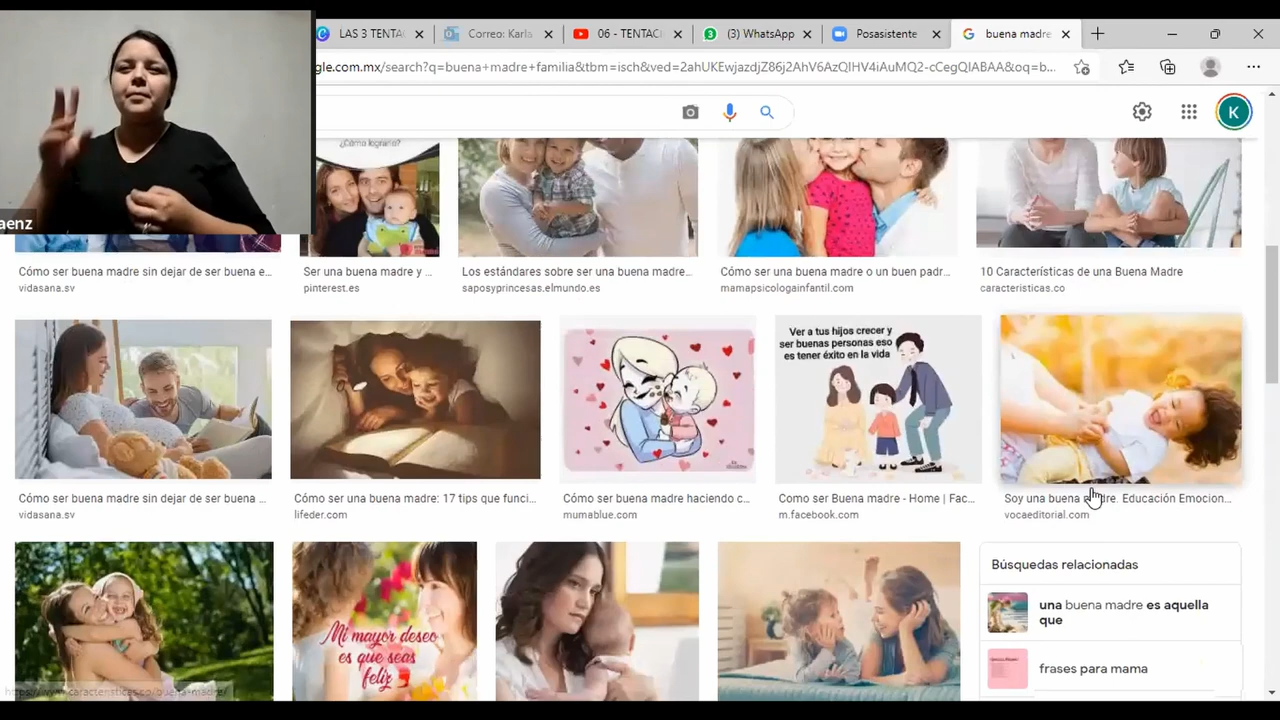 LAS 3 TENTA
Correo: Karla
06 - TENTACI
(3) WhatsApp
Posasistente
buena madre
gle.com.mx/search?q=buena+madre+familia&tbm=isch&ved=2ahUKEwjazdjZ86j2AhV6AzQIHV4iAuMQ2-cCegQIABAA&oq=b...
K
aenz
¿Cómo lograrlo?
Cómo ser buena madre sin dejar de ser buena e...
vidasana.sv
Ser una buena madre y ...
pinterest.es
Los estándares sobre ser una buena madre...
saposyprincesas.elmundo.es
Cómo ser una buena madre o un buen padr...
mamapsicologainfantil.com
10 Características de una Buena Madre
caracteristicas.co
Ver a tus hijos crecer y
ser buenas personas eso
es tener éxito en la vida
Cómo ser buena madre sin dejar de ser buena ...
vidasana.sv
Cómo ser una buena madre: 17 tips que funci...
lifeder.com
Cómo ser buena madre haciendo c...
mumablue.com
Como ser Buena madre - Home | Fac...
m.facebook.com
Soy una buena madre. Educación Emocion...
vocaeditorial.com
Mi mayor deseo
es que seas
feliz
Búsquedas relacionadas
una buena madre es aquella
que
frases para mama
https://www.caracteristicas.co/buena-madre/